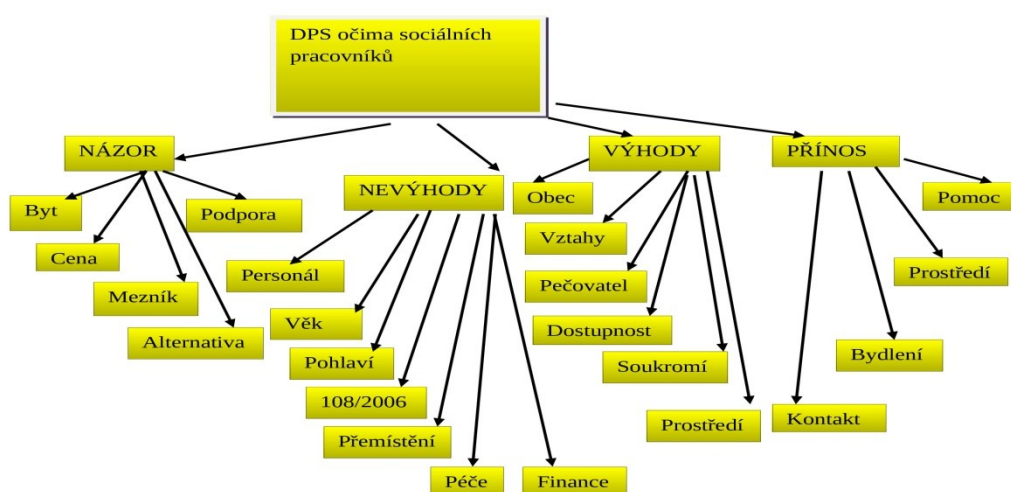 DPS očima sociálních
pracovníků
NÁZOR
Byt
Cena
Mezník
Alternativa
Podpora
NEVÝHODY
Personál
Věk
Pohlaví
108/2006
Přemístění
Péče
Finance
VÝHODY
Obec
Vztahy
Pečovatel
Dostupnost
Soukromí
Prostředí
PŘÍNOS
Pomoc
Prostředí
Bydlení
Kontakt